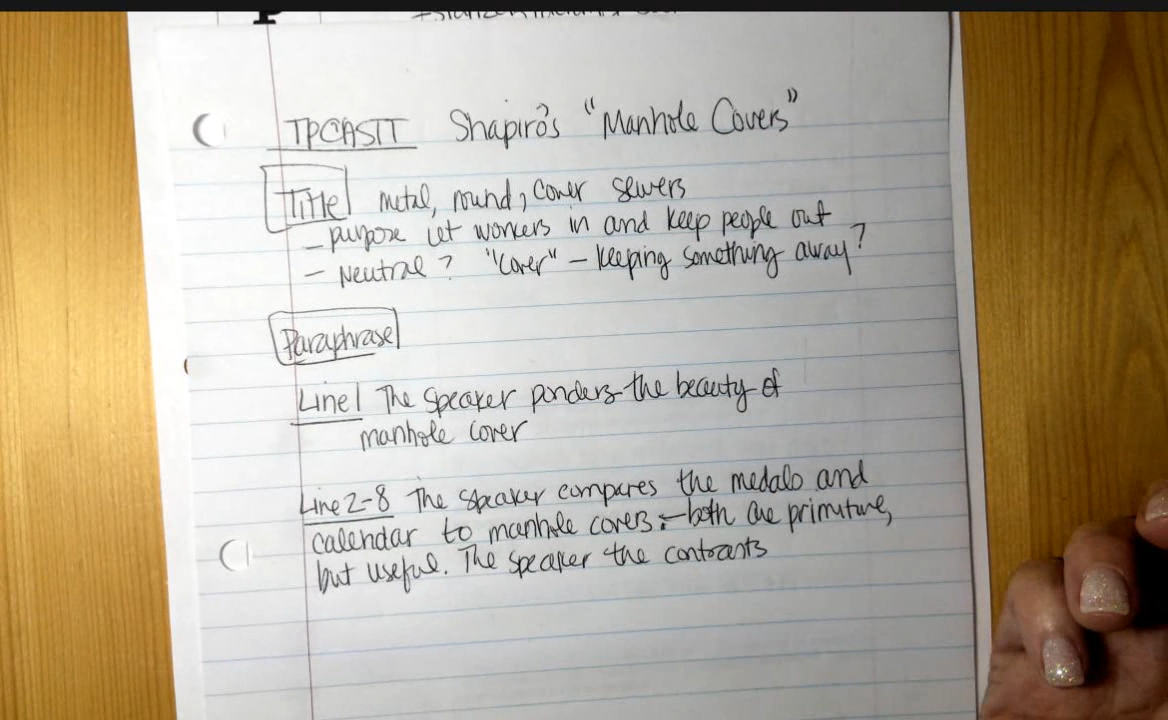 TPCASTT Shapiro's "Manhole Covers"
Title metal, round, cover sewers
- purpose let workers in and keep people out
- Neutral? "Cover" - keeping something away?
Paraphrase
Line 1 The speaker ponders the beauty of
manhole cover
Line 2-8 The speaker compares the medals and
calendar to manhole covers - both are primitive,
but useful. The speaker the contrasts